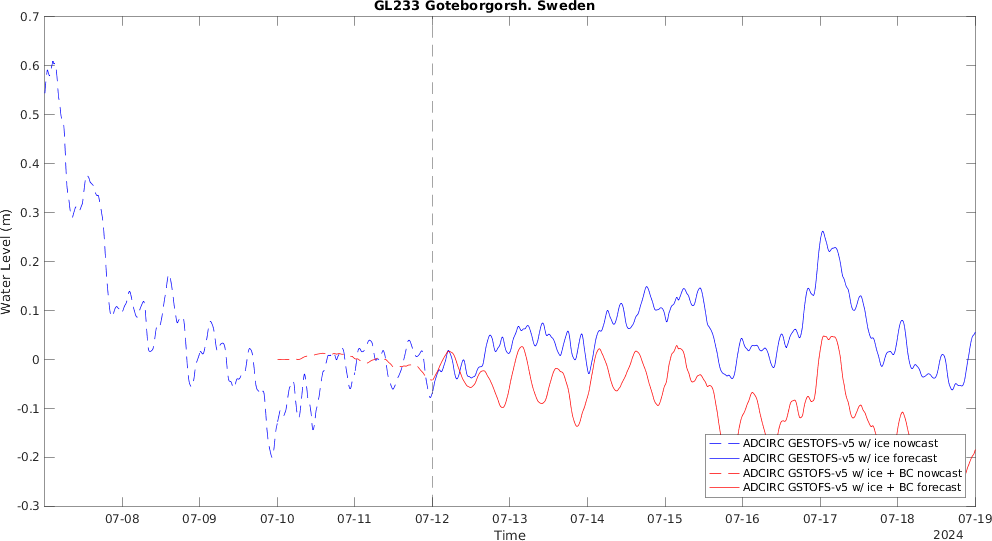 GL233 Goteborgorsh. Sweden
0.7
0.6
0.5
0.4
0.3
0.2
0.1
0
-0.1
-0.2
-0.3
Water Level (m)
ADCIRC GESTOFS-v5 w/ ice nowcast
ADCIRC GESTOFS-v5 w/ ice forecast
ADCIRC GSTOFS-v5 w/ ice + BC nowcast
ADCIRC GSTOFS-v5 w/ ice + BC forecast
07-08 07-09 07-10 07-11 07-12 07-13 07-14 07-15 07-16 07-17 07-18 07-19
Time
2024